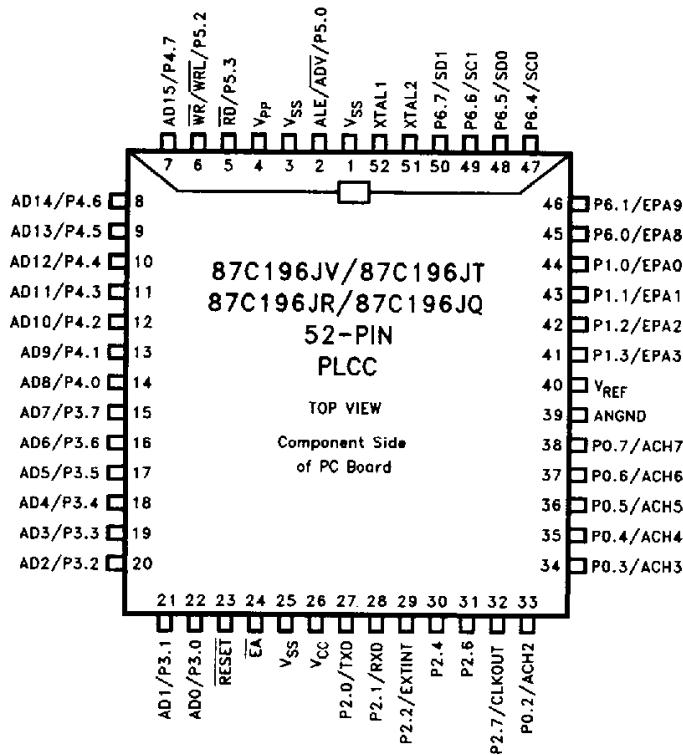 AD15/P4.7
W̅R̅/W̅R̅L̅/P5.2
R̅D̅/P5.3
VPP
VSS
ALE/A̅D̅V̅/P5.0
VSS
XTAL1
XTAL2
P6.7/SD1
P6.6/SC1
P6.5/SD0
P6.4/SC0
7 6 5 4 3 2 1 52 51 50 49 48 47
AD14/P4.6 8
AD13/P4.5 9
AD12/P4.4 10
AD11/P4.3 11
AD10/P4.2 12
AD9/P4.1 13
AD8/P4.0 14
AD7/P3.7 15
AD6/P3.6 16
AD5/P3.5 17
AD4/P3.4 18
AD3/P3.3 19
AD2/P3.2 20
87C196JV/87C196JT
87C196JR/87C196JQ
52-PIN
PLCC
TOP VIEW
Component Side
of PC Board
46 P6.1/EPA9
45 P6.0/EPA8
44 P1.0/EPA0
43 P1.1/EPA1
42 P1.2/EPA2
41 P1.3/EPA3
40 VREF
39 ANGND
38 P0.7/ACH7
37 P0.6/ACH6
36 P0.5/ACH5
35 P0.4/ACH4
34 P0.3/ACH3
21 22 23 24 25 26 27 28 29 30 31 32 33
AD1/P3.1
AD0/P3.0
R̅E̅S̅E̅T̅
E̅A̅
VSS
VCC
P2.0/TXD
P2.1/RXD
P2.2/EXTINT
P2.4
P2.6
P2.7/CLKOUT
P0.2/ACH2